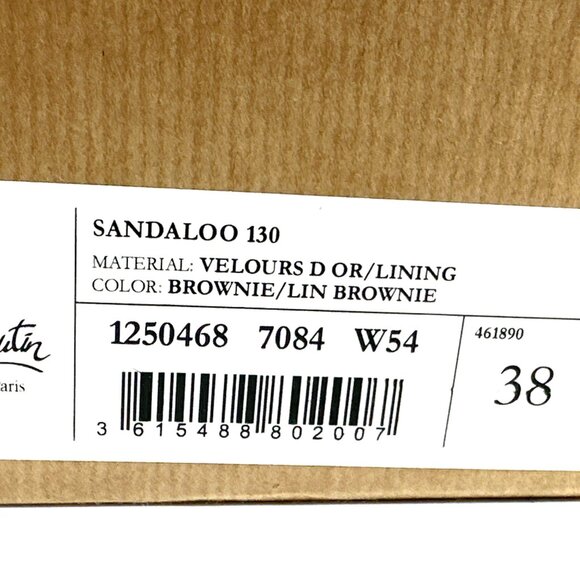 SANDALOO 130
MATERIAL: VELOURS D OR/LINING
COLOR: BROWNIE/LIN BROWNIE
1250468 7084 W54
461890
38
3 615488 802007